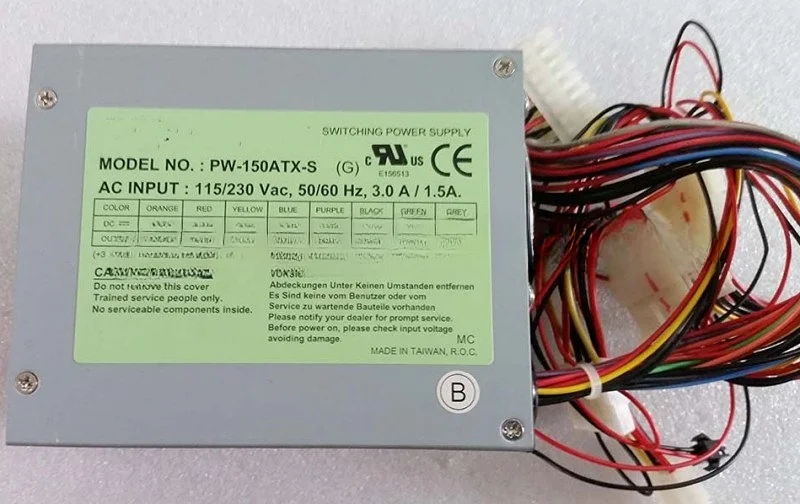 SWITCHING POWER SUPPLY
MODEL NO. : PW-150ATX-S (G) c RU US CE
E156513
AC INPUT : 115/230 Vac, 50/60 Hz, 3.0 A / 1.5A.
COLOR ORANGE RED YELLOW BLUE PURPLE BLACK GREEN GREY
DC
Do not remove this cover
Trained service people only.
No serviceable components inside.
Abdeckungen Unter Keinen Umstanden entfernen
Es Sind keine vom Benutzer oder vom
Service zu wartende Bauteile vorhanden
Please notify your dealer for prompt service.
Before power on, please check input voltage
avoiding damage.
MC
MADE IN TAIWAN, R.O.C.
B